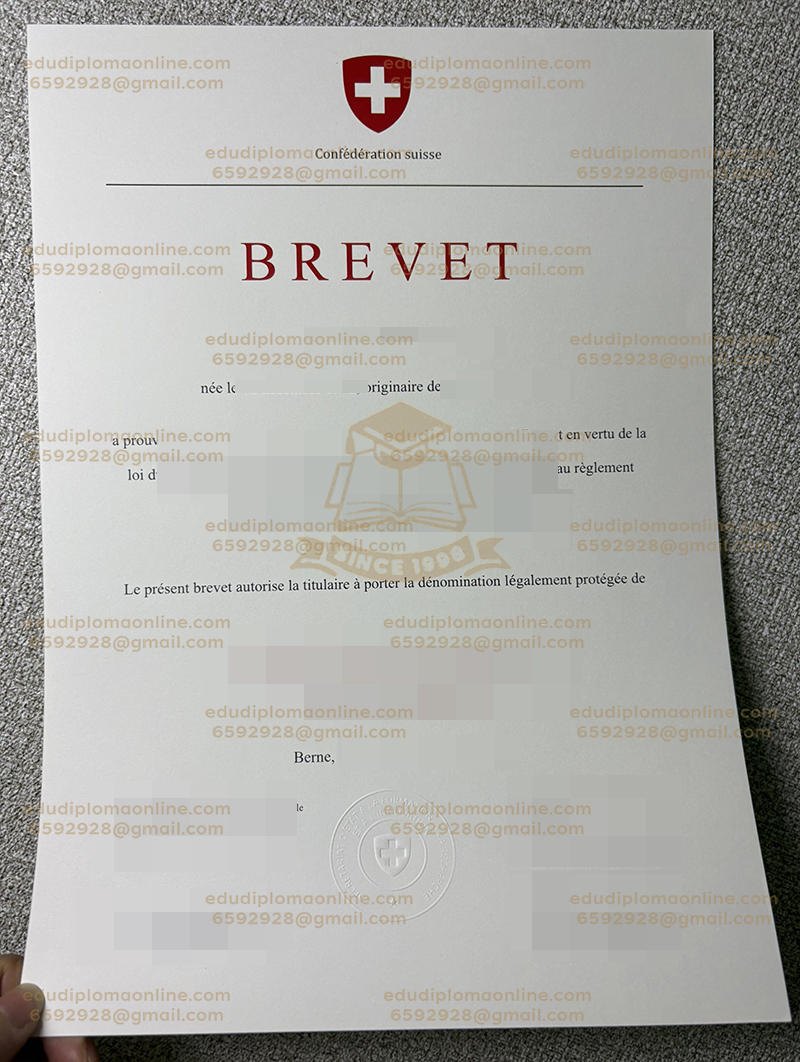 edudiplomaonline.com edudiplomaonline.com
6592928@gmail.com 6592928@gmail.com
Confédération suisse
edudiplomaonline.com edudiplomaonline.com
6592928@gmail.com 6592928@gmail.com
BREVET
edudiplomaonline.com edudiplomaonline.com
6592928@gmail.com 6592928@gmail.com
edudiplomaonline.com edudiplomaonline.com
6592928@gmail.com 6592928@gmail.com
née le originaire de
a prouv t en vertu de la
edudiplomaonline.com edudiplomaonline.com
6592928@gmail.com 6592928@gmail.com
loi d au règlement
edudiplomaonline.com edudiplomaonline.com
6592928@gmail.com 6592928@gmail.com
SINCE 1998
Le présent brevet autorise la titulaire à porter la dénomination légalement protégée de
edudiplomaonline.com edudiplomaonline.com
6592928@gmail.com 6592928@gmail.com
edudiplomaonline.com edudiplomaonline.com
6592928@gmail.com 6592928@gmail.com
Berne,
le
edudiplomaonline.com edudiplomaonline.com
6592928@gmail.com 6592928@gmail.com
edudiplomaonline.com edudiplomaonline.com
6592928@gmail.com 6592928@gmail.com
edudiplomaonline.com edudiplomaonline.com
6592928@gmail.com 6592928@gmail.com